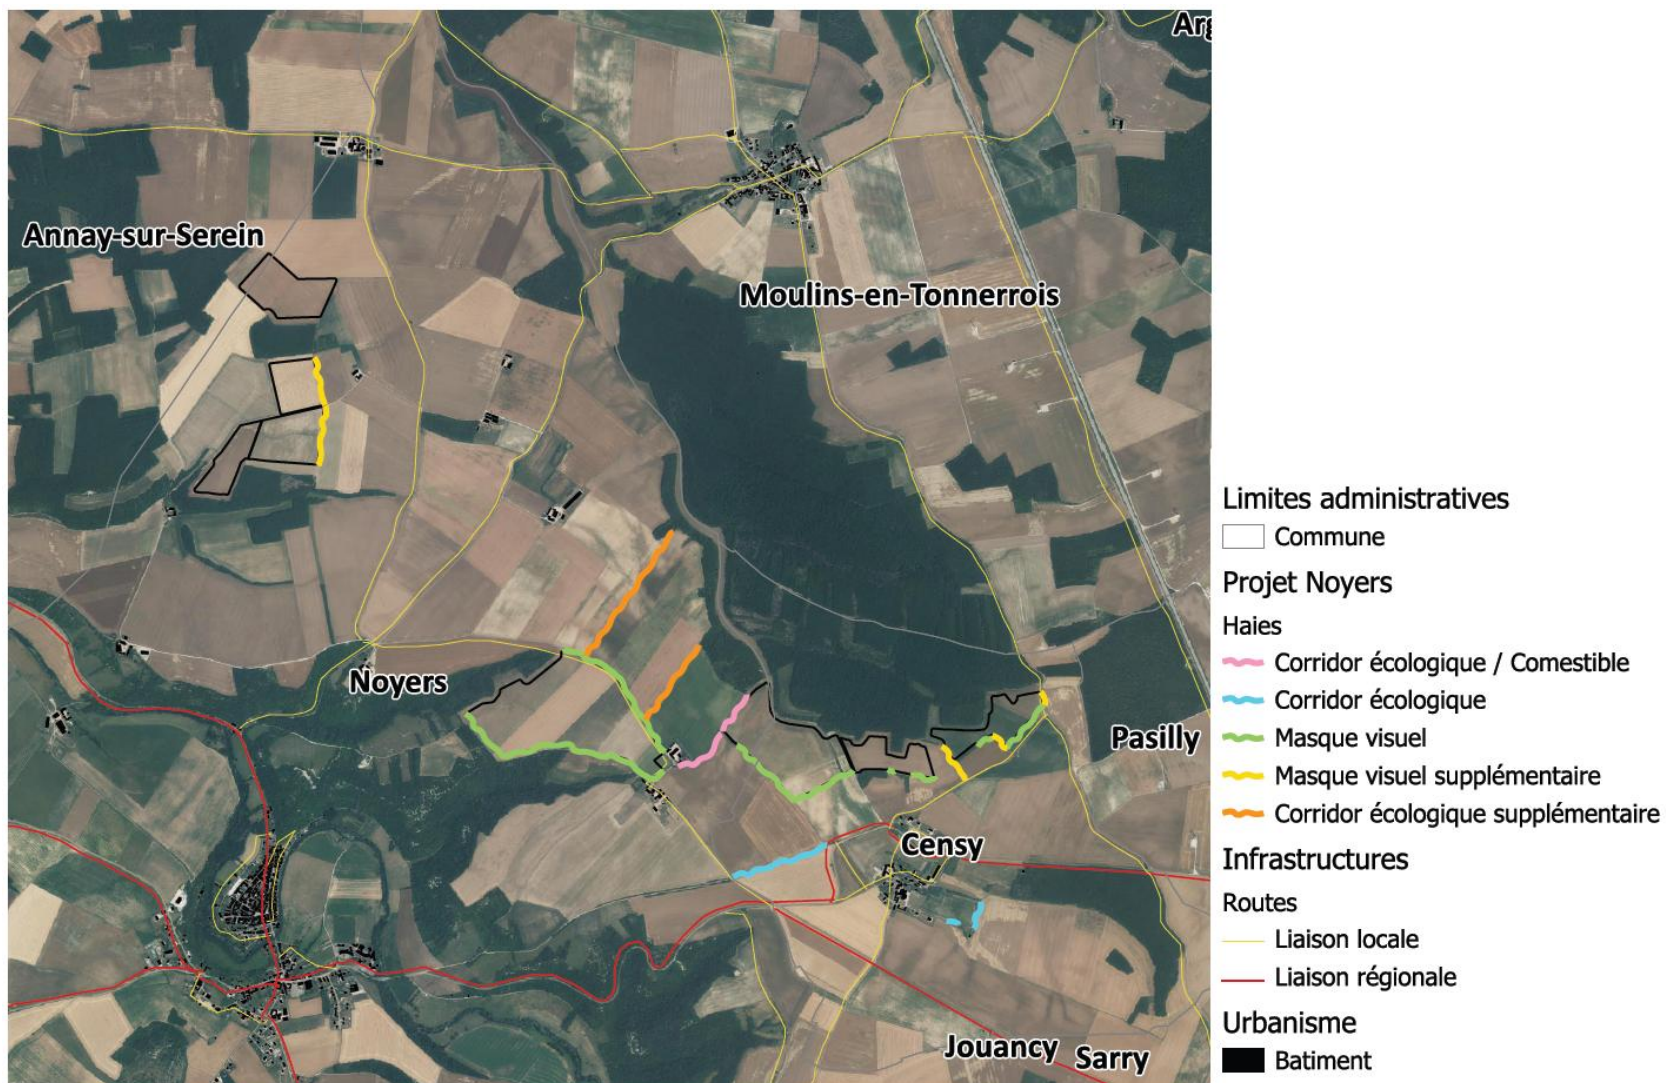 Arg
Annay-sur-Serein
Moulins-en-Tonnerrois
Noyers
Pasilly
Censy
Jouancy
Sarry
Limites administratives
Commune
Projet Noyers
Haies
Corridor écologique / Comestible
Corridor écologique
Masque visuel
Masque visuel supplémentaire
Corridor écologique supplémentaire
Infrastructures
Routes
Liaison locale
Liaison régionale
Urbanisme
Batiment